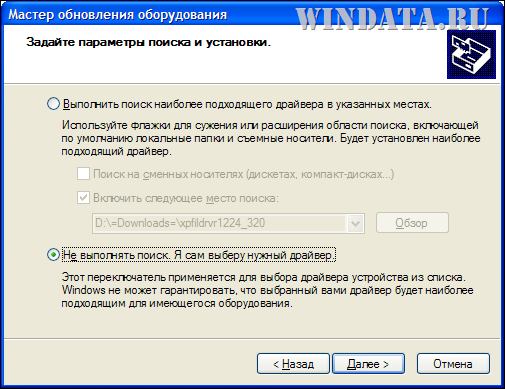 Мастер обновления оборудования
WINDATA.RU
Задайте параметры поиска и установки.
Выполнить поиск наиболее подходящего драйвера в указанных местах.
Используйте флажки для сужения или расширения области поиска, включающей
по умолчанию локальные папки и съемные носители. Будет установлен наиболее
подходящий драйвер.
Поиск на сменных носителях (дискетах, компакт-дисках...)
Включить следующее место поиска:
D:\=Downloads=\xpfildrvr1224_320
Обзор
Не выполнять поиск. Я сам выберу нужный драйвер.
Этот переключатель применяется для выбора драйвера устройства из списка.
Windows не может гарантировать, что выбранный вами драйвер будет наиболее
подходящим для имеющегося оборудования.
< Назад
Далее >
Отмена